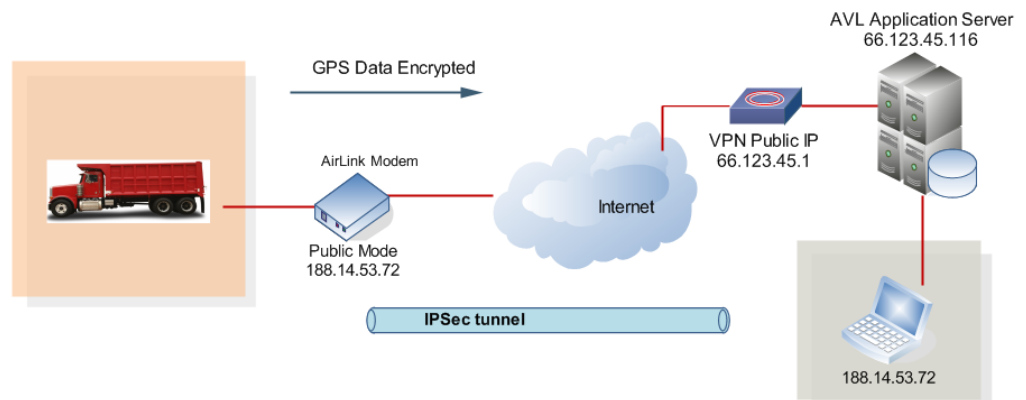 AVL Application Server
66.123.45.116
GPS Data Encrypted
VPN Public IP
66.123.45.1
AirLink Modem
Internet
Public Mode
188.14.53.72
IPSec tunnel
188.14.53.72